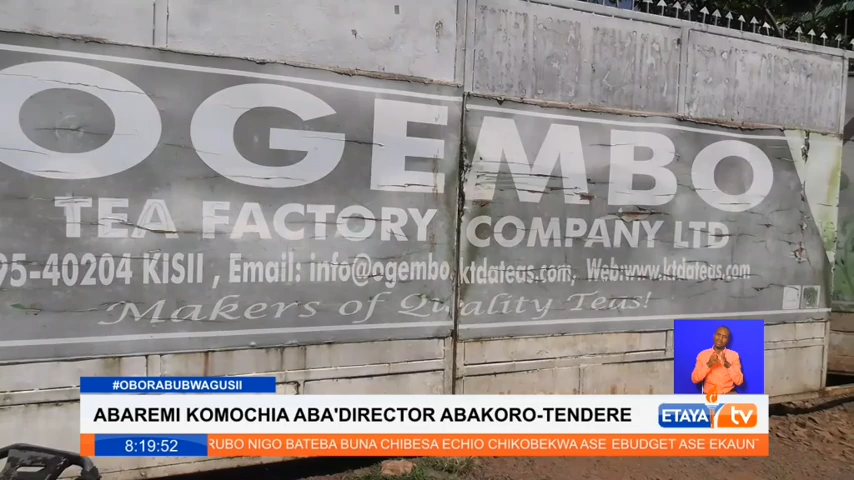 OGEMBO
TEA FACTORY COMPANY LTD
95-40204 KISII , Email: info@ogembo.ktdateas.com, Web:www.ktdateas.com
Makers of Quality Teas!
#OBORABUBWAGUSII
ABAREMI KOMOCHIA ABA'DIRECTOR ABAKORO-TENDERE
ETAYA tv
8:19:52
RUBO NIGO BATEBA BUNA CHIBESA ECHIO CHIKOBEKWA ASE EBUDGET ASE EKAUN